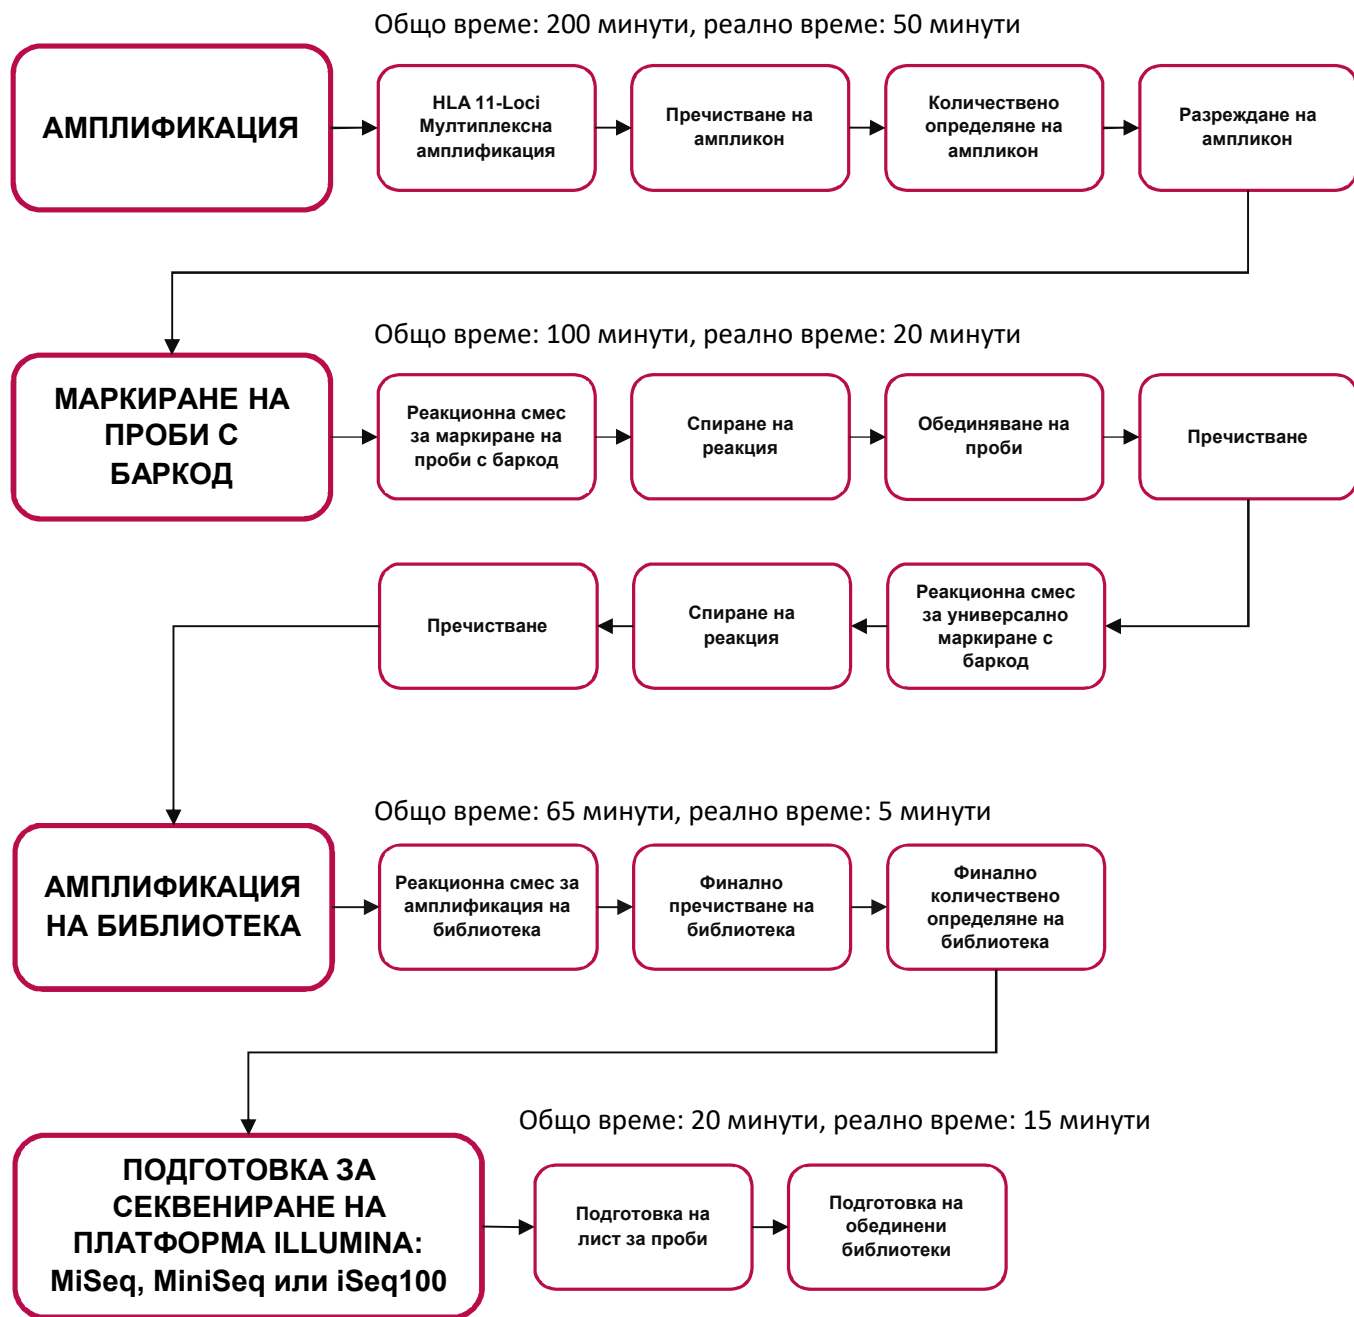 Общо време: 200 минути, реално време: 50 минути
АМПЛИФИКАЦИЯ
HLA 11-Loci
Мултиплексна
амплификация
Пречистване на
ампликон
Количествено
определяне на
ампликон
Разреждане на
ампликон
Общо време: 100 минути, реално време: 20 минути
МАРКИРАНЕ НА
ПРОБИ С
БАРКОД
Реакционна смес
за маркиране на
проби с баркод
Спиране на
реакция
Обединяване на
проби
Пречистване
Реакционна смес
за универсално
маркиране с
баркод
Спиране на
реакция
Пречистване
Общо време: 65 минути, реално време: 5 минути
АМПЛИФИКАЦИЯ
НА БИБЛИОТЕКА
Реакционна смес за
амплификация на
библиотека
Финално
пречистване на
библиотека
Финално
количествено
определяне на
библиотека
Общо време: 20 минути, реално време: 15 минути
ПОДГОТОВКА ЗА
СЕКВЕНИРАНЕ НА
ПЛАТФОРМА ILLUMINA:
MiSeq, MiniSeq или iSeq100
Подготовка на
лист за проби
Подготовка на
обединени
библиотеки